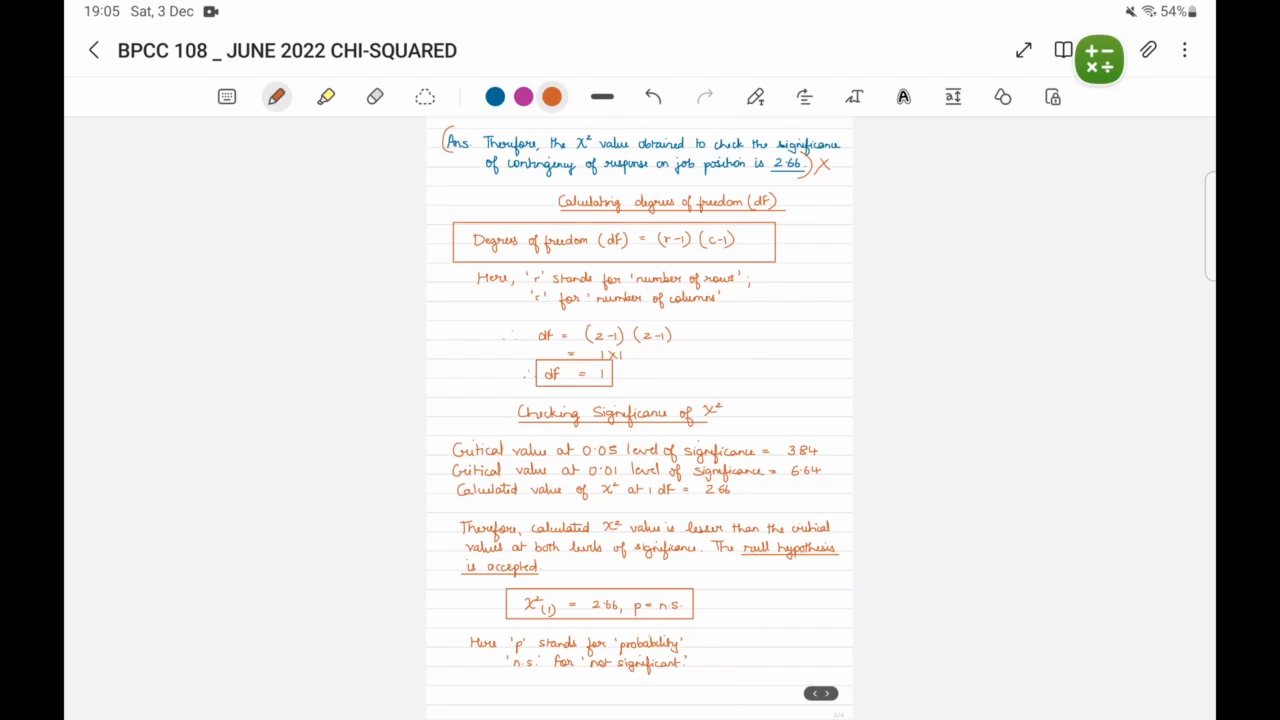 19:05 Sat, 3 Dec
54%
BPCC 108 _ JUNE 2022 CHI-SQUARED
(Ans. Therefore, the χ² value obtained to check the significance
of contingency of response on job position is 2.66.) X
Calculating degrees of freedom (df)
Degrees of freedom (df) = (r-1) (c-1)
Here, 'r' stands for 'number of rows';
'c' for 'number of columns'
∴ df = (2-1) (2-1)
= 1×1
∴ df = 1
Checking Significance of χ²
Critical value at 0.05 level of significance = 3.84
Critical value at 0.01 level of significance = 6.64
Calculated value of χ² at 1 df = 2.66
Therefore, calculated χ² value is lesser than the critical
values at both levels of significance. The null hypothesis
is accepted.
χ²(1) = 2.66, p = n.s.
Here 'p' stands for 'probability'
'n.s.' for 'not significant.'
3/4